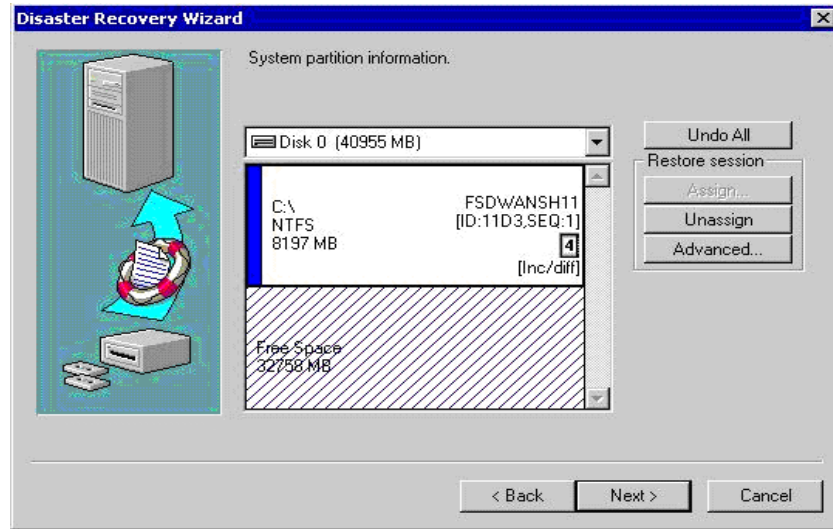 Disaster Recovery Wizard
System partition information.
Disk 0 (40955 MB)
C:\
NTFS
8197 MB
FSDWANSH11
[ID:11D3,SEQ:1]
4
[Inc/diff]
Free Space
32758 MB
Undo All
Restore session
Assign...
Unassign
Advanced...
< Back
Next >
Cancel